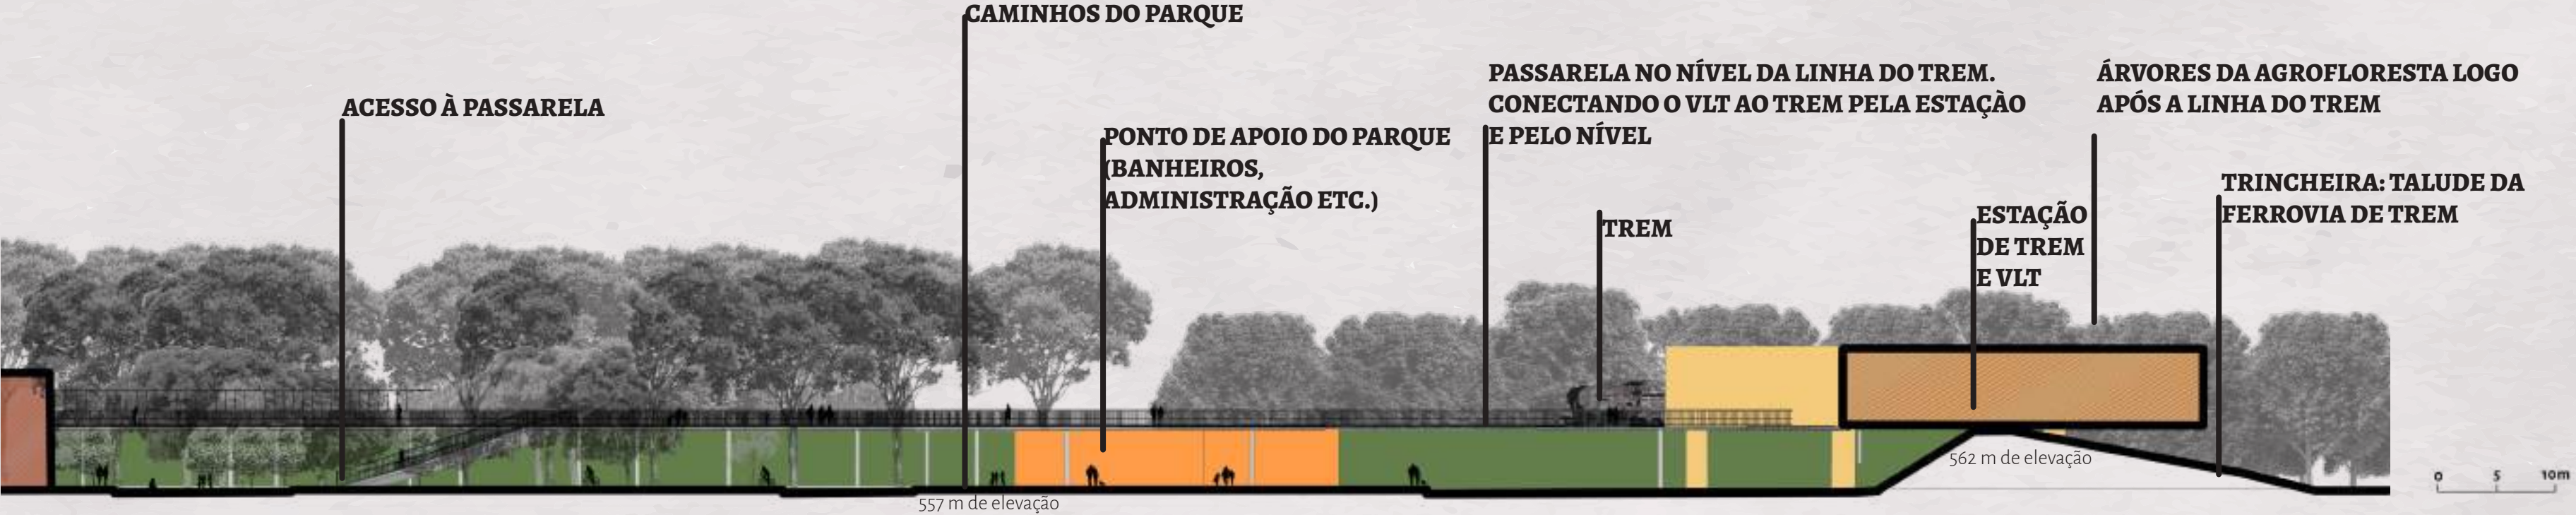 CAMINHOS DO PARQUE
ACESSO À PASSARELA
PONTO DE APOIO DO PARQUE
(BANHEIROS,
ADMINISTRAÇÃO ETC.)
PASSARELA NO NÍVEL DA LINHA DO TREM.
CONECTANDO O VLT AO TREM PELA ESTAÇÀO
E PELO NÍVEL
TREM
ESTAÇÃO
DE TREM
E VLT
ÁRVORES DA AGROFLORESTA LOGO
APÓS A LINHA DO TREM
TRINCHEIRA: TALUDE DA
FERROVIA DE TREM
562 m de elevação
557 m de elevação
0 5 10m